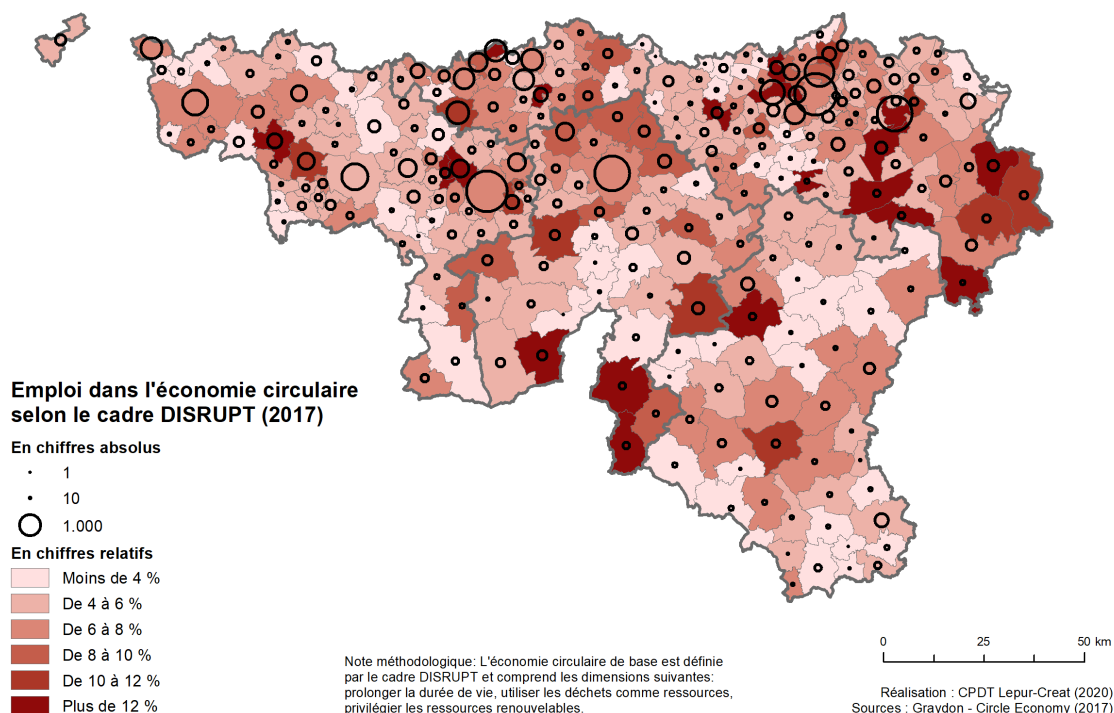 Emploi dans l'économie circulaire
selon le cadre DISRUPT (2017)
En chiffres absolus
1
10
1.000
En chiffres relatifs
Moins de 4 %
De 4 à 6 %
De 6 à 8 %
De 8 à 10 %
De 10 à 12 %
Plus de 12 %
Note méthodologique: L'économie circulaire de base est définie
par le cadre DISRUPT et comprend les dimensions suivantes:
prolonger la durée de vie, utiliser les déchets comme ressources,
privilégier les ressources renouvelables.
0 25 50 km
Réalisation : CPDT Lepur-Creat (2020)
Sources : Graydon - Circle Economy (2017)